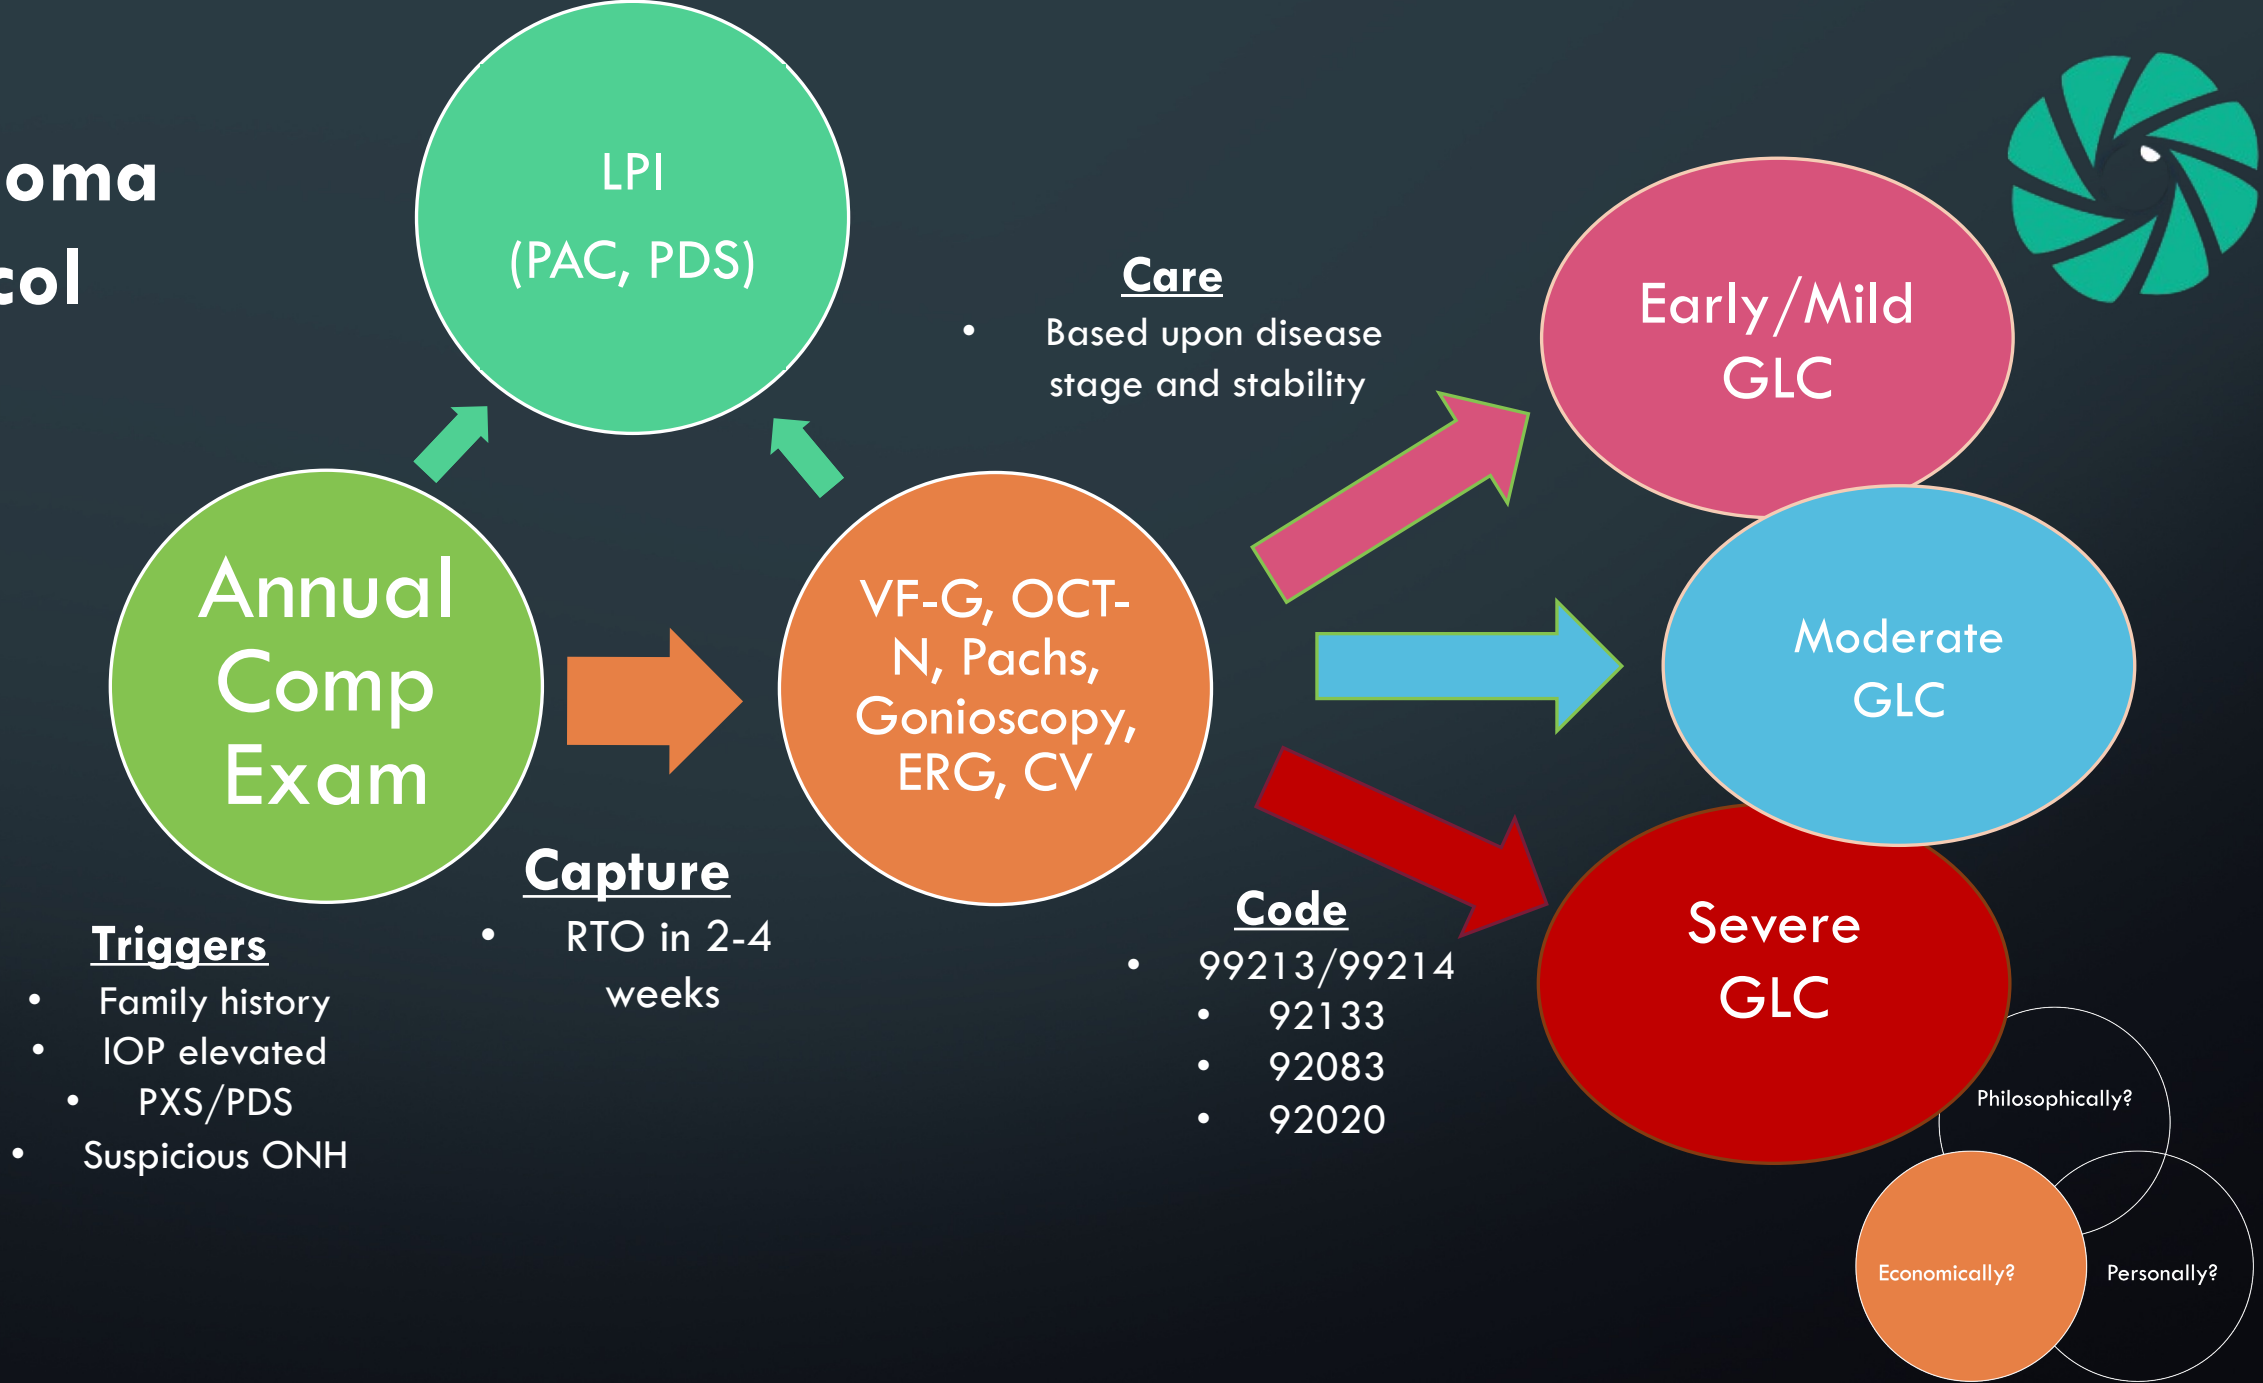 oma
col
LPI
(PAC, PDS)
Care
• Based upon disease
stage and stability
Early/Mild
GLC
Annual
Comp
Exam
VF-G, OCT-
N, Pachs,
Gonioscopy,
ERG, CV
Moderate
GLC
Capture
• RTO in 2-4
weeks
Triggers
• Family history
• IOP elevated
• PXS/PDS
• Suspicious ONH
Code
• 99213/99214
• 92133
• 92083
• 92020
Severe
GLC
Philosophically?
Economically?
Personally?